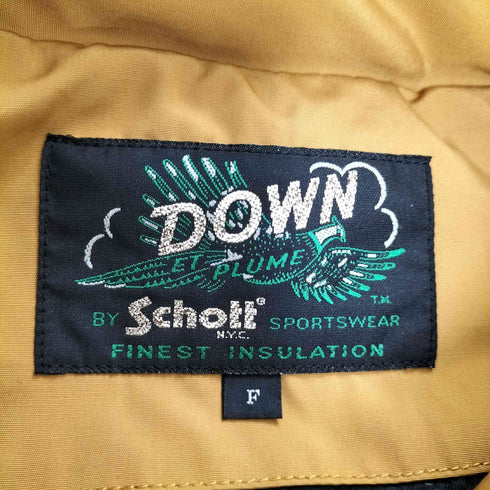 DOWN
ET PLUME
T.M.
BY Schott® SPORTSWEAR
N.Y.C.
FINEST INSULATION
F